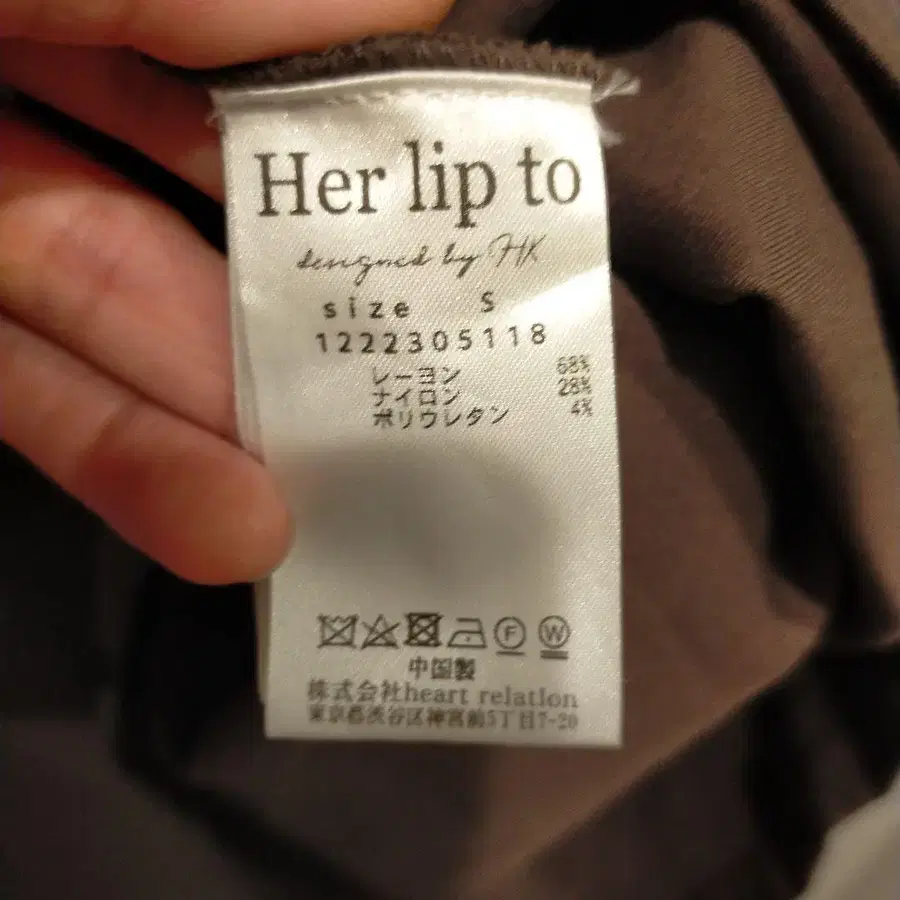 Her lip to
designed by HK
size S
1222305118
レーヨン 68%
ナイロン 28%
ポリウレタン 4%
F W
中国製
株式会社heart relation
東京都渋谷区神宮前5丁目7-20